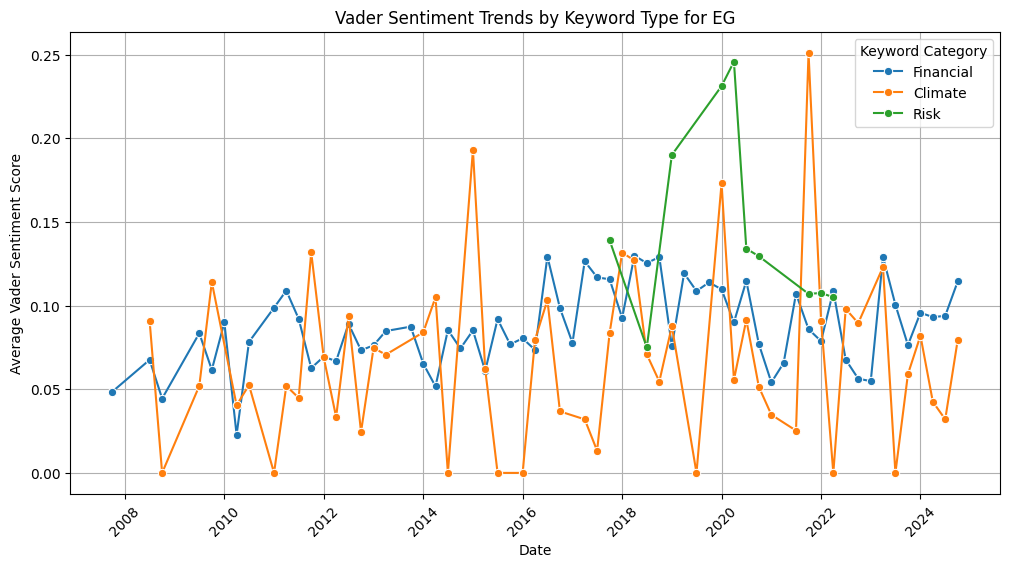 Vader Sentiment Trends by Keyword Type for EG
Keyword Category
Financial
Climate
Risk
Average Vader Sentiment Score
0.25
0.20
0.15
0.10
0.05
0.00
2008
2010
2012
2014
2016
2018
2020
2022
2024
Date